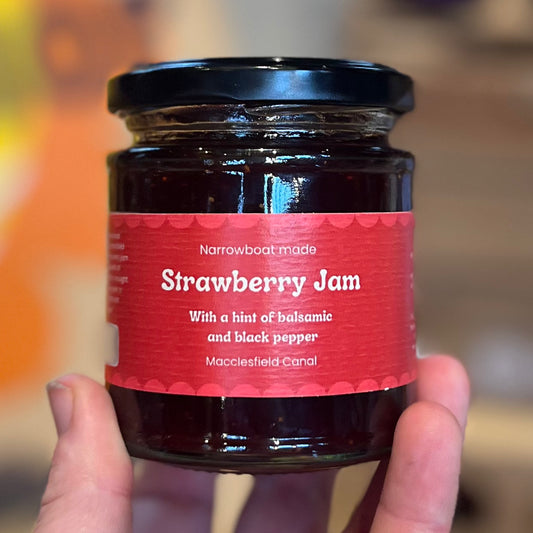 Narrowboat made
Strawberry Jam
With a hint of balsamic
and black pepper
Macclesfield Canal